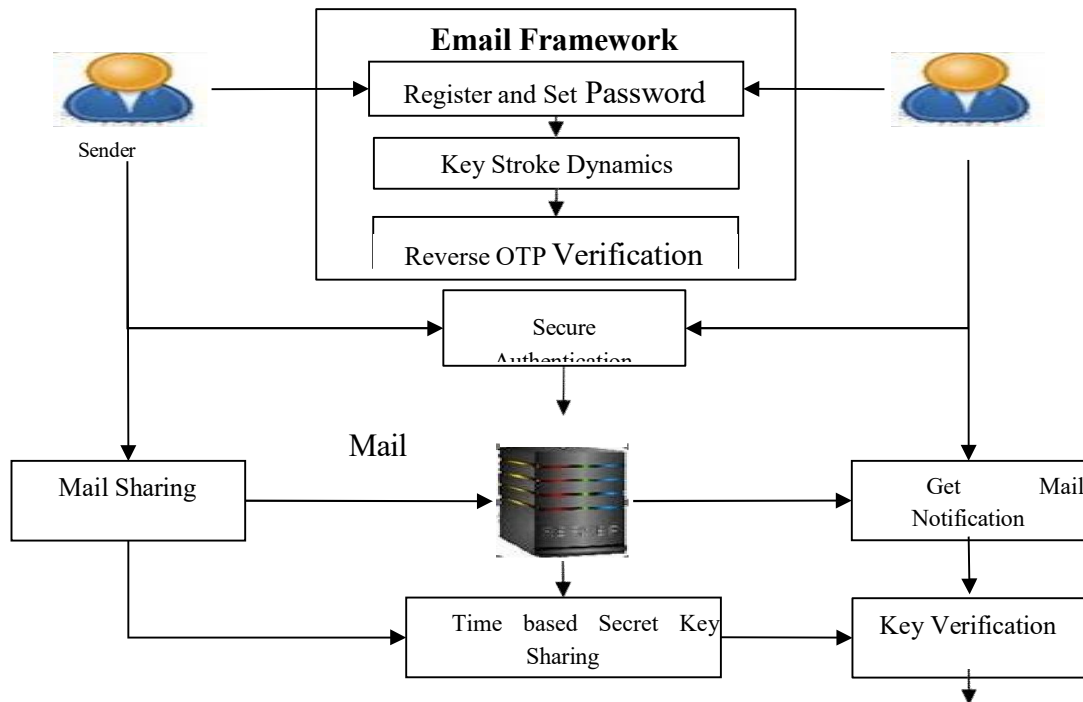 Email Framework
Register and Set Password
Sender
Key Stroke Dynamics
Reverse OTP Verification
Secure
Authentication
Mail
Mail Sharing
Get Mail
Notification
Time based Secret Key
Sharing
Key Verification